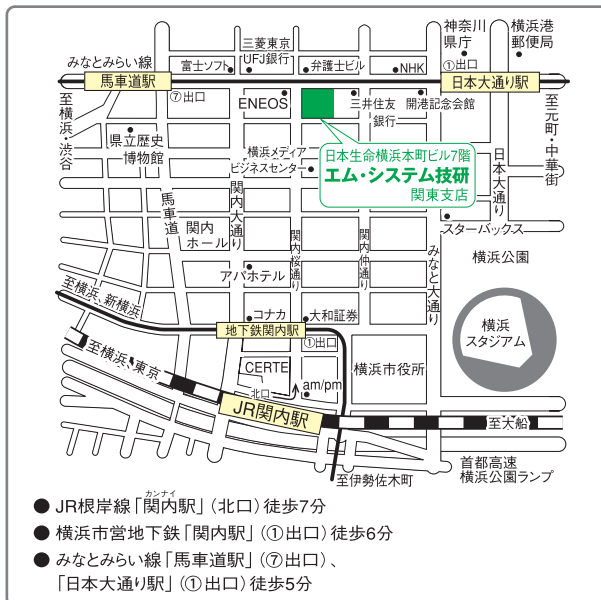 神奈川
県庁
横浜港
郵便局
三菱東京
UFJ銀行
みなとみらい線
富士ソフト
弁護士ビル
NHK
①出口
馬車道駅
日本大通り駅
⑦出口
ENEOS
三井住友
銀行
開港記念会館
至横浜・渋谷
至元町・中華街
県立歴史
博物館
横浜メディア
ビジネスセンター
日本生命横浜本町ビル7階
エム・システム技研
関東支店
日本大通り
馬車道
関内大通り
関内
ホール
関内桜通り
関内仲通り
みなと大通り
スターバックス
横浜公園
アパホテル
至横浜、新横浜
コナカ
大和証券
地下鉄関内駅
①出口
横浜
スタジアム
至横浜、東京
CERTE
横浜市役所
北口
am/pm
JR関内駅
至大船
至伊勢佐木町
首都高速
横浜公園ランプ
カンナイ
● JR根岸線「関内駅」（北口）徒歩7分
● 横浜市営地下鉄「関内駅」（①出口）徒歩6分
● みなとみらい線「馬車道駅」（⑦出口）、
「日本大通り駅」（①出口）徒歩5分